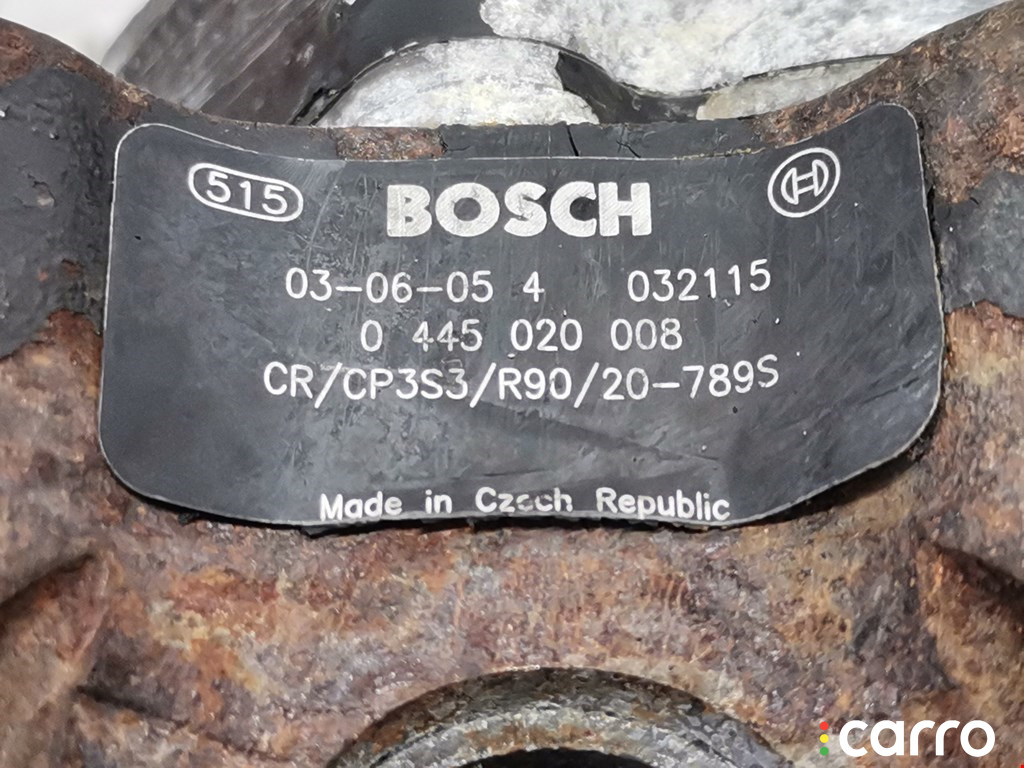 515 BOSCH
03-06-05 4 032115
0 445 020 008
CR/CP3S3/R90/20-789S
Made in Czech Republic
carro